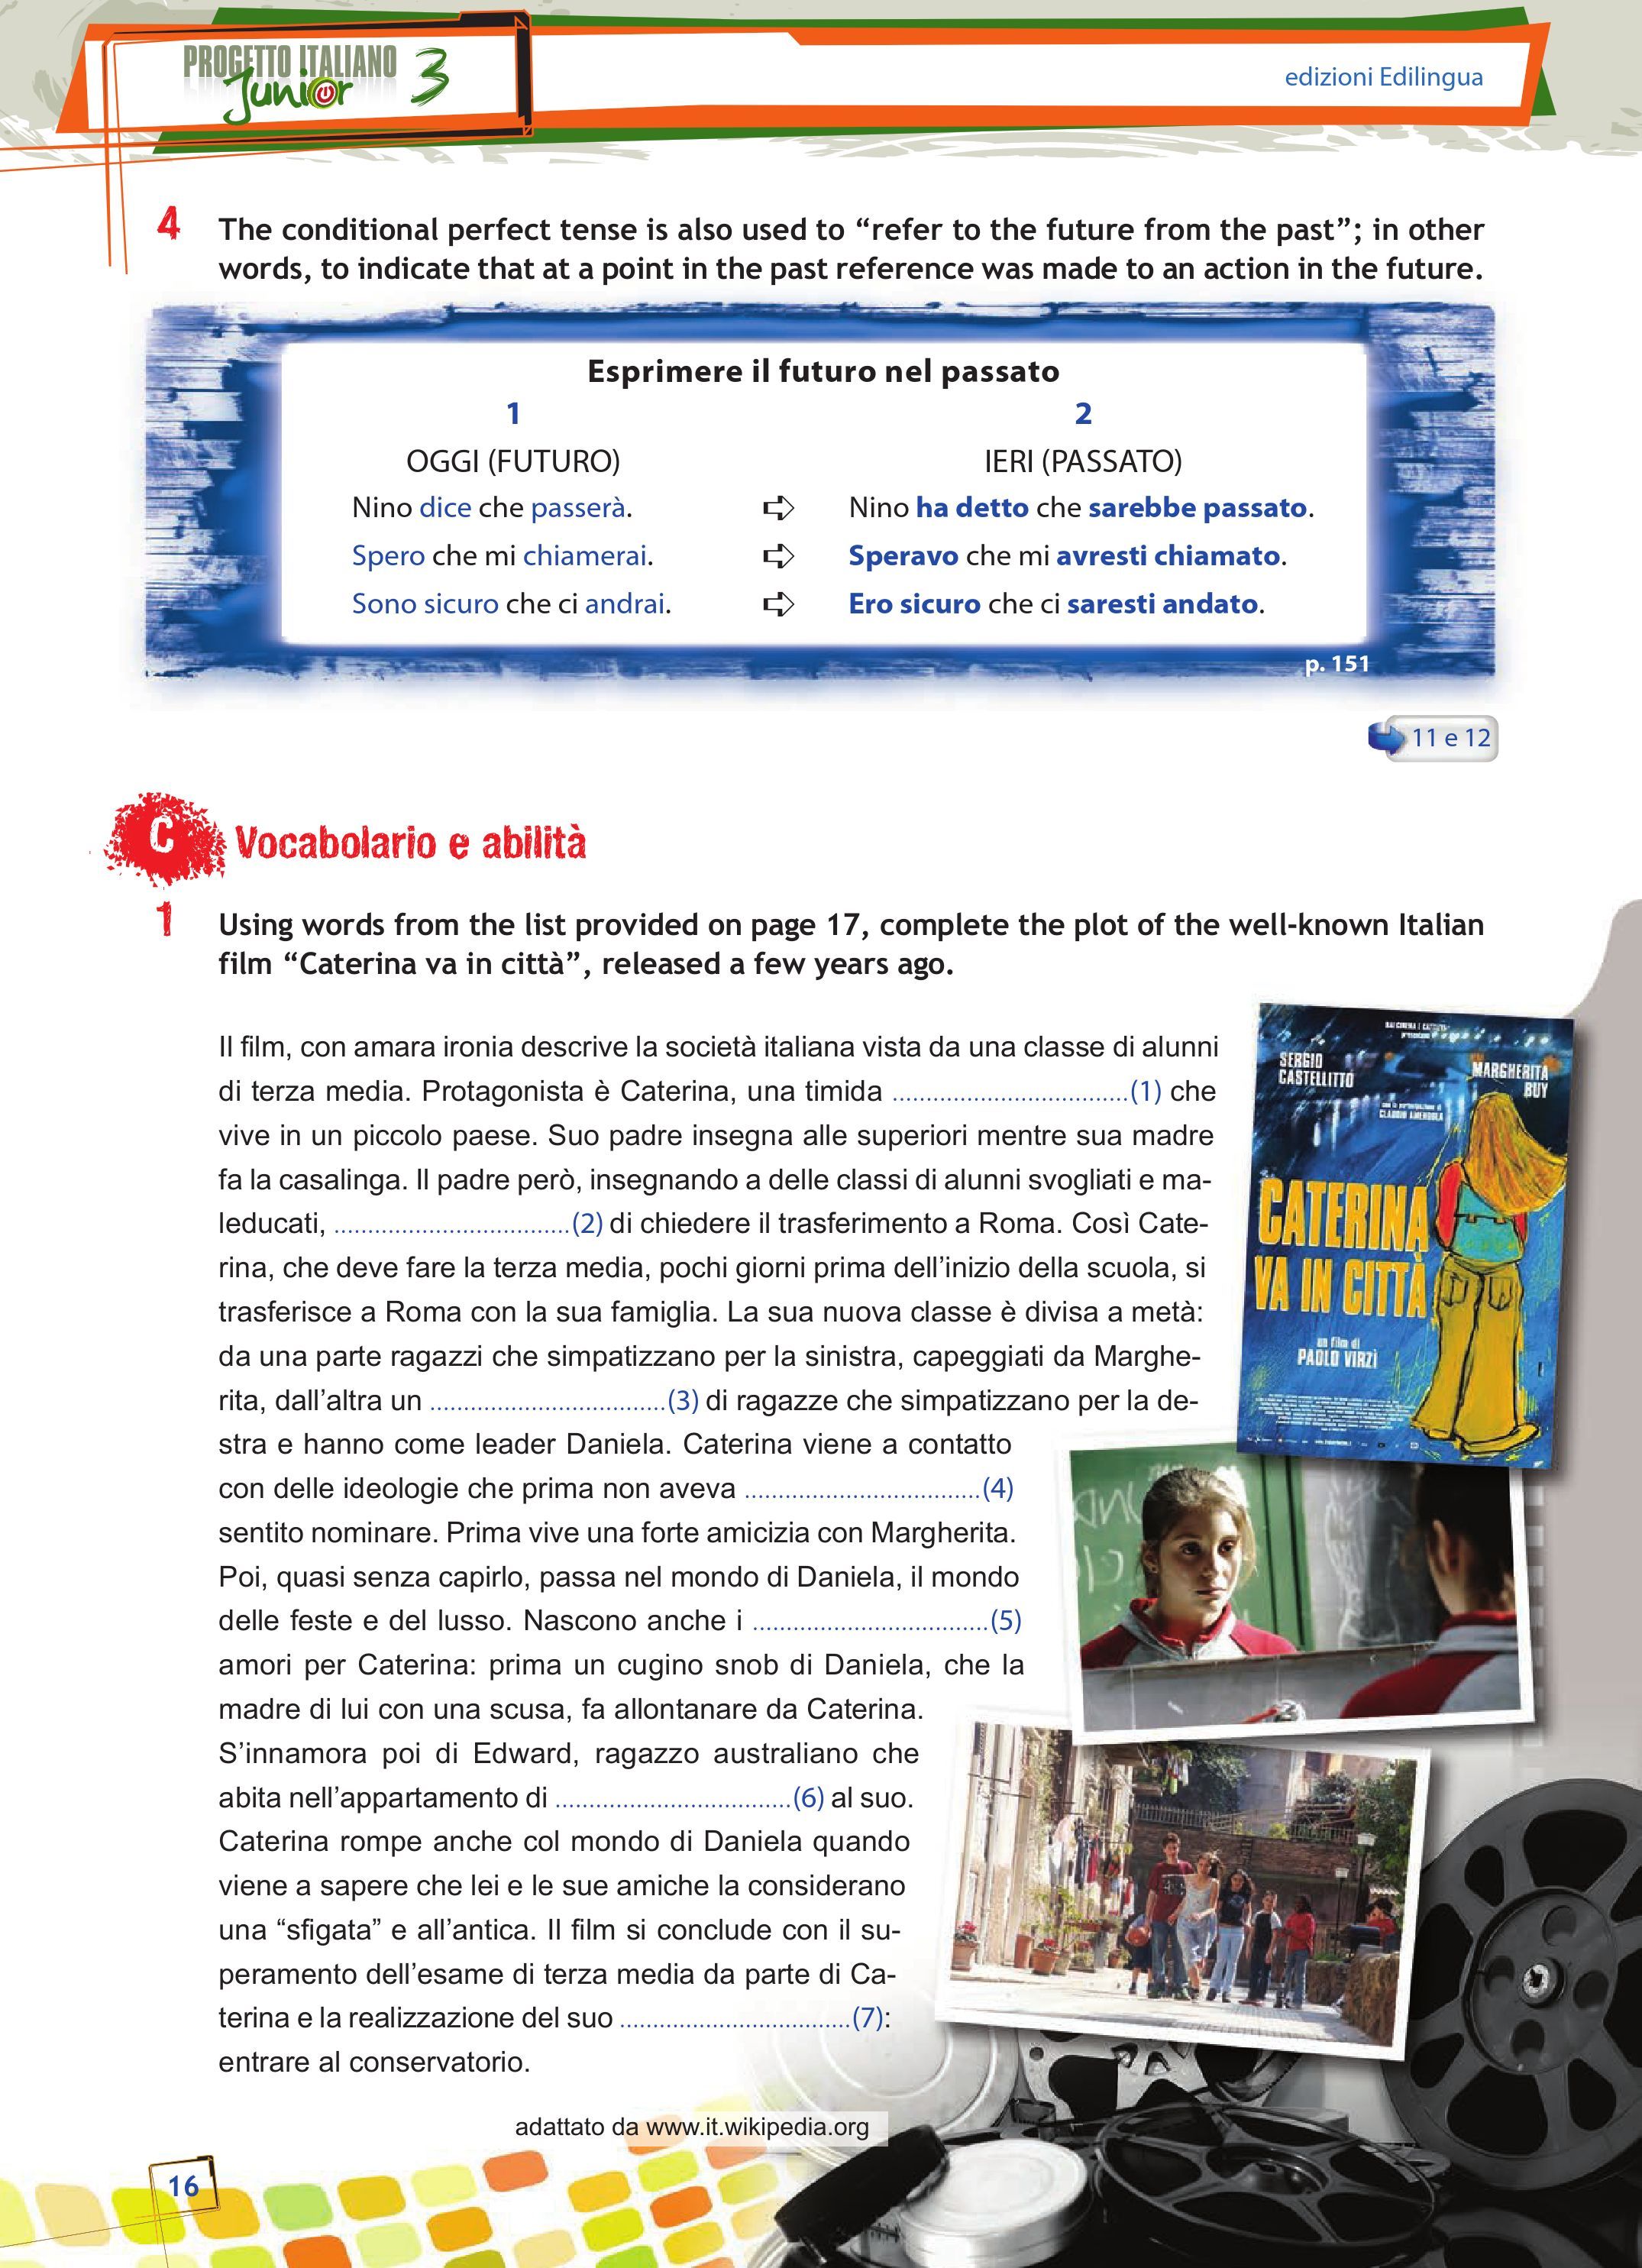 PROGETTO ITALIANO
Junior 3
edizioni Edilingua
4 The conditional perfect tense is also used to “refer to the future from the past”; in other
words, to indicate that at a point in the past reference was made to an action in the future.
Esprimere il futuro nel passato
1 2
OGGI (FUTURO) IERI (PASSATO)
Nino dice che passerà. ➪ Nino ha detto che sarebbe passato.
Spero che mi chiamerai. ➪ Speravo che mi avresti chiamato.
Sono sicuro che ci andrai. ➪ Ero sicuro che ci saresti andato.
p. 151
11 e 12
C Vocabolario e abilità
1 Using words from the list provided on page 17, complete the plot of the well-known Italian
film “Caterina va in città”, released a few years ago.
Il film, con amara ironia descrive la società italiana vista da una classe di alunni
di terza media. Protagonista è Caterina, una timida ...................................(1) che
vive in un piccolo paese. Suo padre insegna alle superiori mentre sua madre
fa la casalinga. Il padre però, insegnando a delle classi di alunni svogliati e ma-
leducati, ...................................(2) di chiedere il trasferimento a Roma. Così Cate-
rina, che deve fare la terza media, pochi giorni prima dell’inizio della scuola, si
trasferisce a Roma con la sua famiglia. La sua nuova classe è divisa a metà:
da una parte ragazzi che simpatizzano per la sinistra, capeggiati da Marghe-
rita, dall’altra un ...................................(3) di ragazze che simpatizzano per la de-
stra e hanno come leader Daniela. Caterina viene a contatto
con delle ideologie che prima non aveva ...................................(4)
sentito nominare. Prima vive una forte amicizia con Margherita.
Poi, quasi senza capirlo, passa nel mondo di Daniela, il mondo
delle feste e del lusso. Nascono anche i ...................................(5)
amori per Caterina: prima un cugino snob di Daniela, che la
madre di lui con una scusa, fa allontanare da Caterina.
S’innamora poi di Edward, ragazzo australiano che
abita nell’appartamento di ...................................(6) al suo.
Caterina rompe anche col mondo di Daniela quando
viene a sapere che lei e le sue amiche la considerano
una “sfigata” e all’antica. Il film si conclude con il su-
peramento dell’esame di terza media da parte di Ca-
terina e la realizzazione del suo ..................................(7):
entrare al conservatorio.
adattato da www.it.wikipedia.org
SERGIO
CASTELLITTO
MARGHERITA
BUY
CLAUDIO AMENDOLA
CATERINA
VA IN CITTÀ
un film di
PAOLO VIRZÌ
16